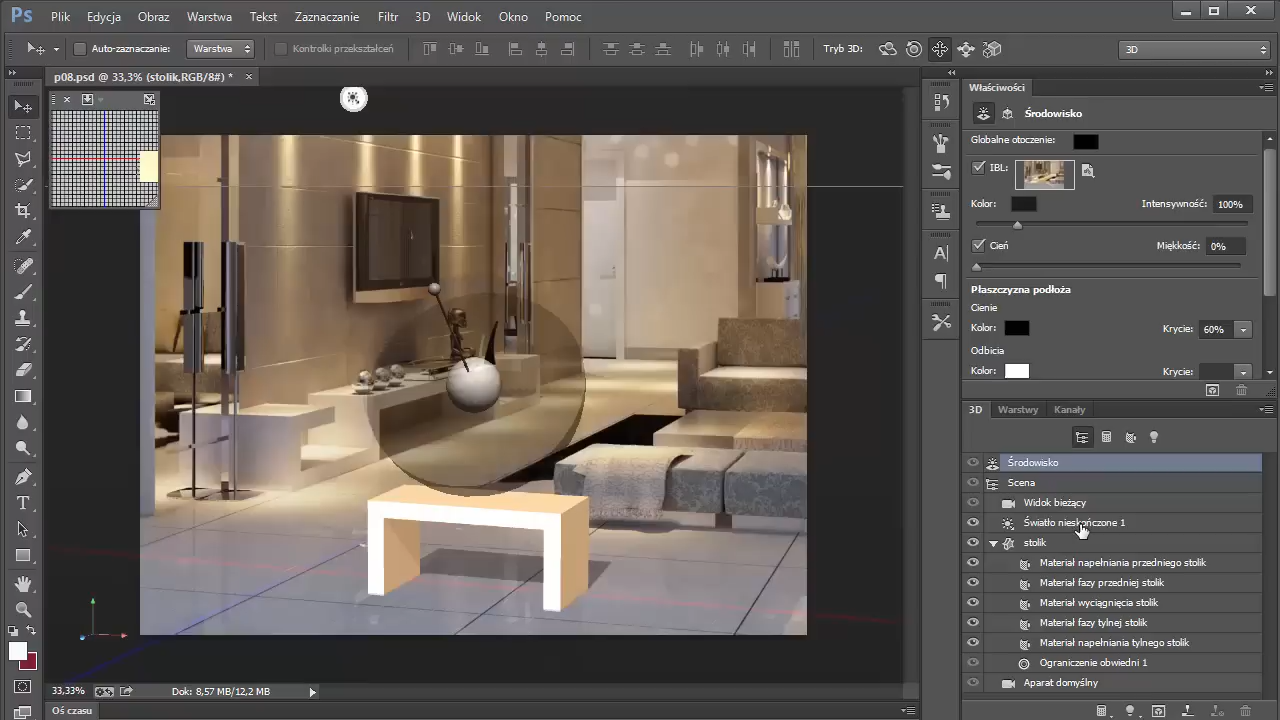 Ps Plik Edycja Obraz Warstwa Tekst Zaznaczanie Filtr 3D Widok Okno Pomoc
Auto-zaznaczanie: Warstwa Kontrolki przekształceń Tryb 3D: 3D
p08.psd @ 33,3% (stolik,RGB/8#) * ×
Właściwości
Środowisko
Globalne otoczenie:
IBL:
Kolor: Intensywność: 100%
Cień Miękkość: 0%
Płaszczyzna podłoża
Cienie
Kolor: Krycie: 60%
Odbicia
Kolor: Krycie:
3D Warstwy Kanały
Środowisko
Scena
Widok bieżący
Światło nieskończone 1
stolik
Materiał napełniania przedniego stolik
Materiał fazy przedniej stolik
Materiał wyciągnięcia stolik
Materiał fazy tylnej stolik
Materiał napełniania tylnego stolik
Ograniczenie obwiedni 1
Aparat domyślny
33,33% Dok: 8,57 MB/12,2 MB
Oś czasu